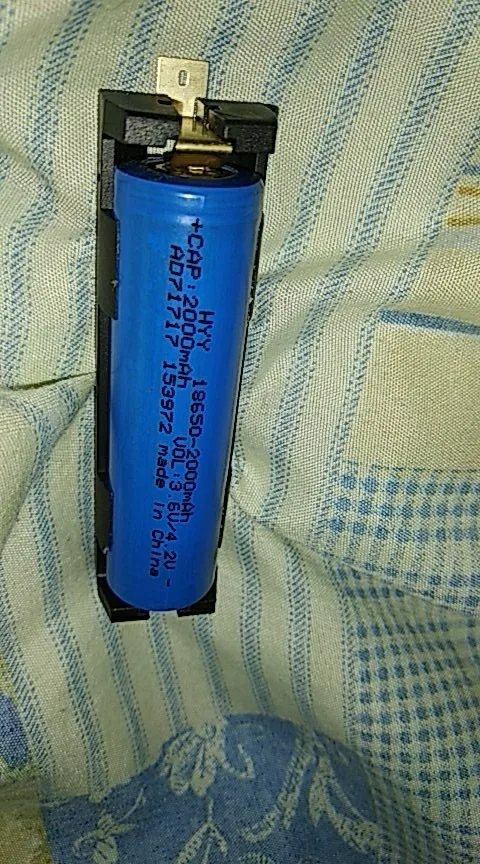 HYY 18650-2000mAh
+CAP:2000mAh VOL:3.6V/4.2V -
AD71717 153972 made in China